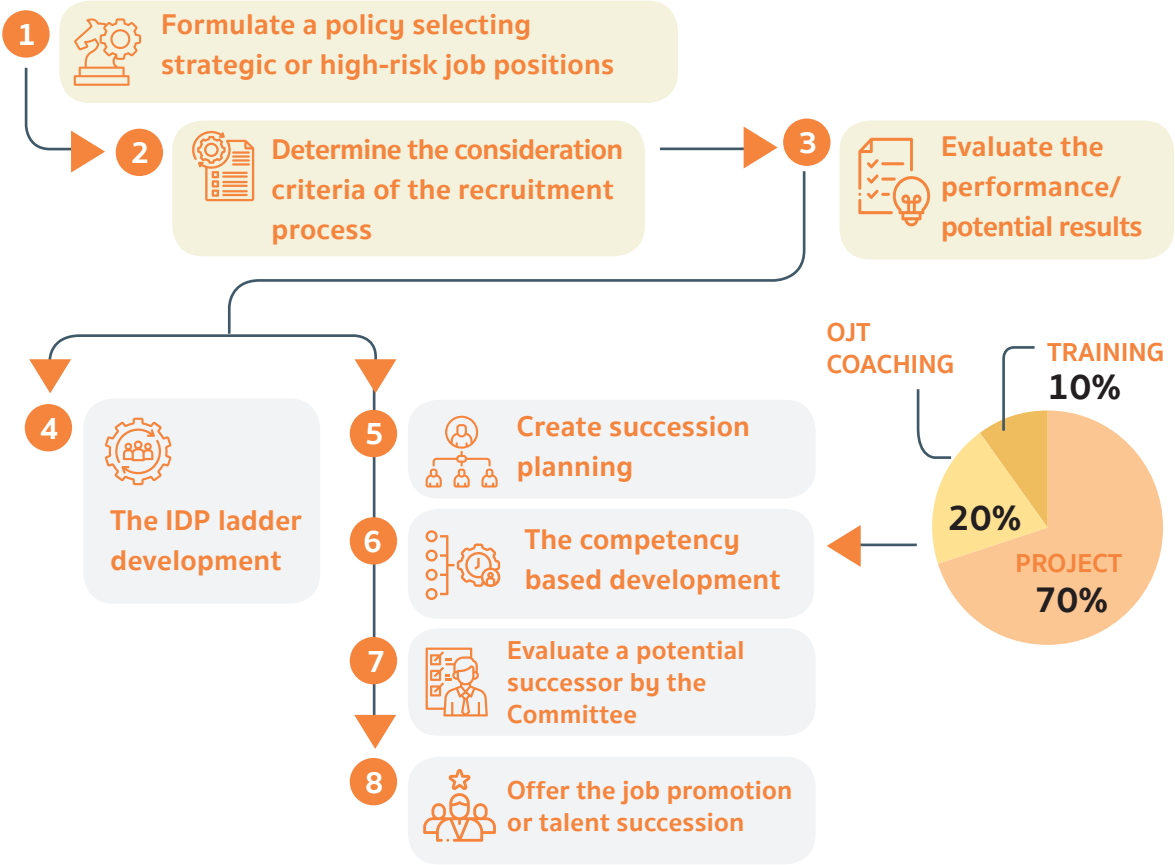 1
Formulate a policy selecting
strategic or high-risk job positions
2
Determine the consideration
criteria of the recruitment
process
3
Evaluate the
performance/
potential results
4
The IDP ladder
development
5
Create succession
planning
6
The competency
based development
7
Evaluate a potential
successor by the
Committee
8
Offer the job promotion
or talent succession
OJT
COACHING
20%
TRAINING
10%
PROJECT
70%